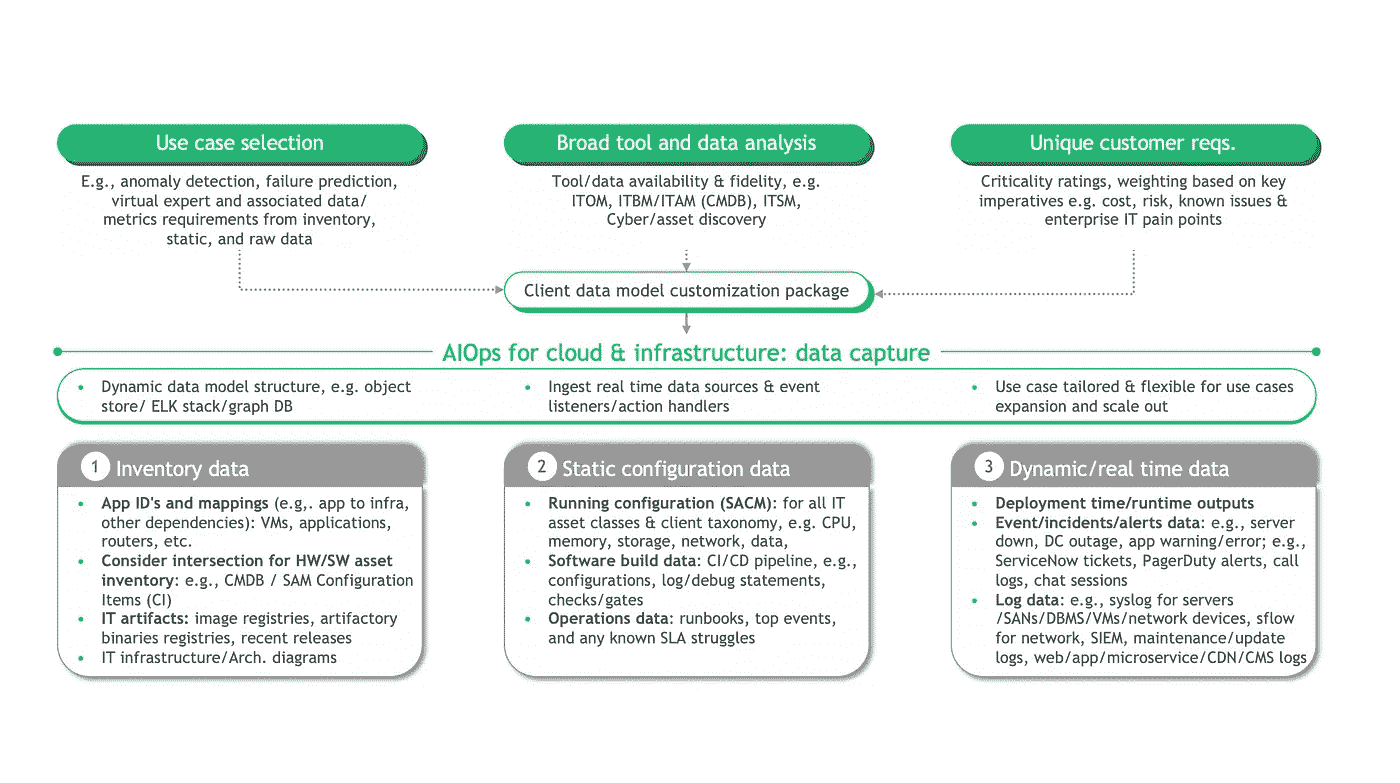 Use case selection
E.g., anomaly detection, failure prediction,
virtual expert and associated data/
metrics requirements from inventory,
static, and raw data
Broad tool and data analysis
Tool/data availability & fidelity, e.g.
ITOM, ITBM/ITAM (CMDB), ITSM,
Cyber/asset discovery
Unique customer reqs.
Criticality ratings, weighting based on key
imperatives e.g. cost, risk, known issues &
enterprise IT pain points
Client data model customization package
AIOps for cloud & infrastructure: data capture
• Dynamic data model structure, e.g. object
store/ ELK stack/graph DB
• Ingest real time data sources & event
listeners/action handlers
• Use case tailored & flexible for use cases
expansion and scale out
1 Inventory data
• App ID's and mappings (e.g,. app to infra,
other dependencies): VMs, applications,
routers, etc.
• Consider intersection for HW/SW asset
inventory: e.g., CMDB / SAM Configuration
Items (CI)
• IT artifacts: image registries, artifactory
binaries registries, recent releases
• IT infrastructure/Arch. diagrams
2 Static configuration data
• Running configuration (SACM): for all IT
asset classes & client taxonomy, e.g. CPU,
memory, storage, network, data,
• Software build data: CI/CD pipeline, e.g.,
configurations, log/debug statements,
checks/gates
• Operations data: runbooks, top events,
and any known SLA struggles
3 Dynamic/real time data
• Deployment time/runtime outputs
• Event/incidents/alerts data: e.g., server
down, DC outage, app warning/error; e.g.,
ServiceNow tickets, PagerDuty alerts, call
logs, chat sessions
• Log data: e.g., syslog for servers
/SANs/DBMS/VMs/network devices, sflow
for network, SIEM, maintenance/update
logs, web/app/microservice/CDN/CMS logs